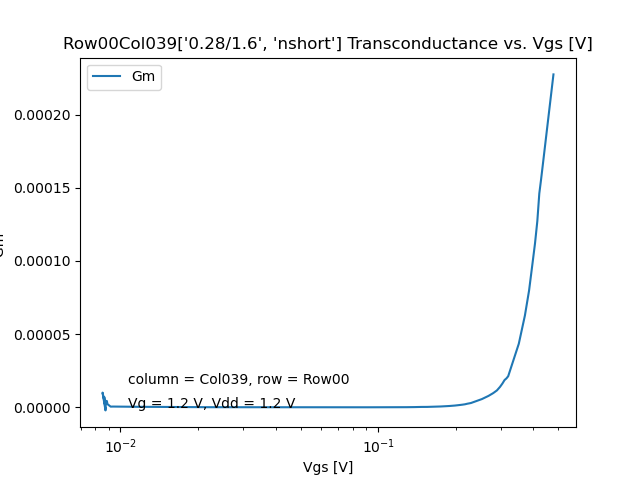 Row00Col039['0.28/1.6', 'nshort'] Transconductance vs. Vgs [V]
Gm
0.00020
0.00015
0.00010
0.00005
0.00000
column = Col039, row = Row00
Vg = 1.2 V, Vdd = 1.2 V
10⁻²
10⁻¹
Vgs [V]